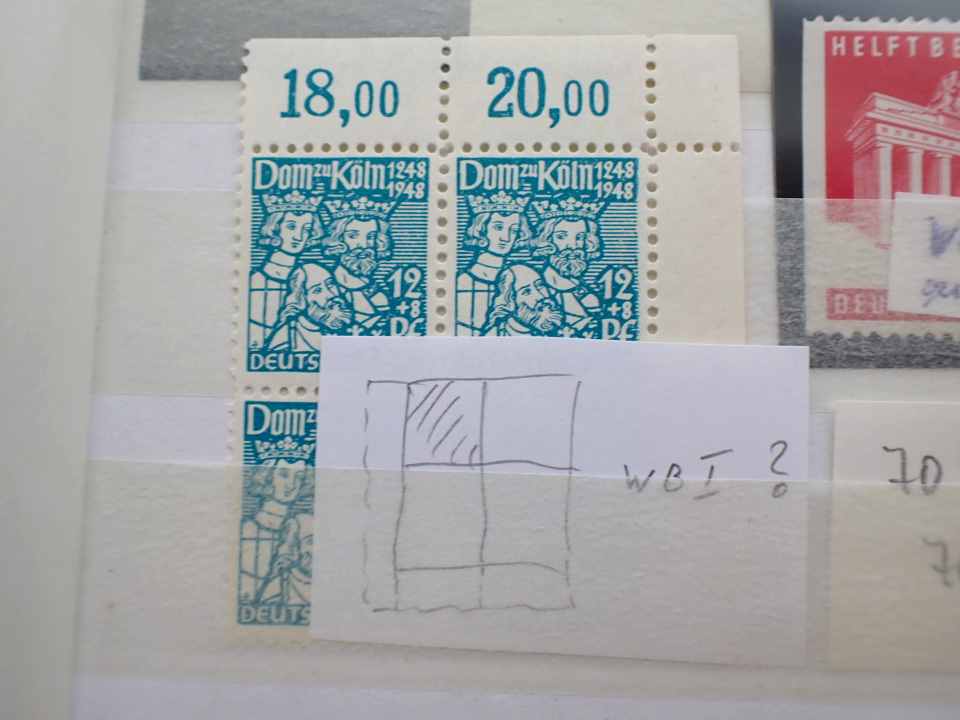 18,00 20,00
HELFT BE
Dom zu Köln 1248
1948
Dom zu Köln 1248
1948
12
+8
Pf
12
+8
Pf
DEUTS
Dom zu
DEUTS
WB I ?
70
DEU